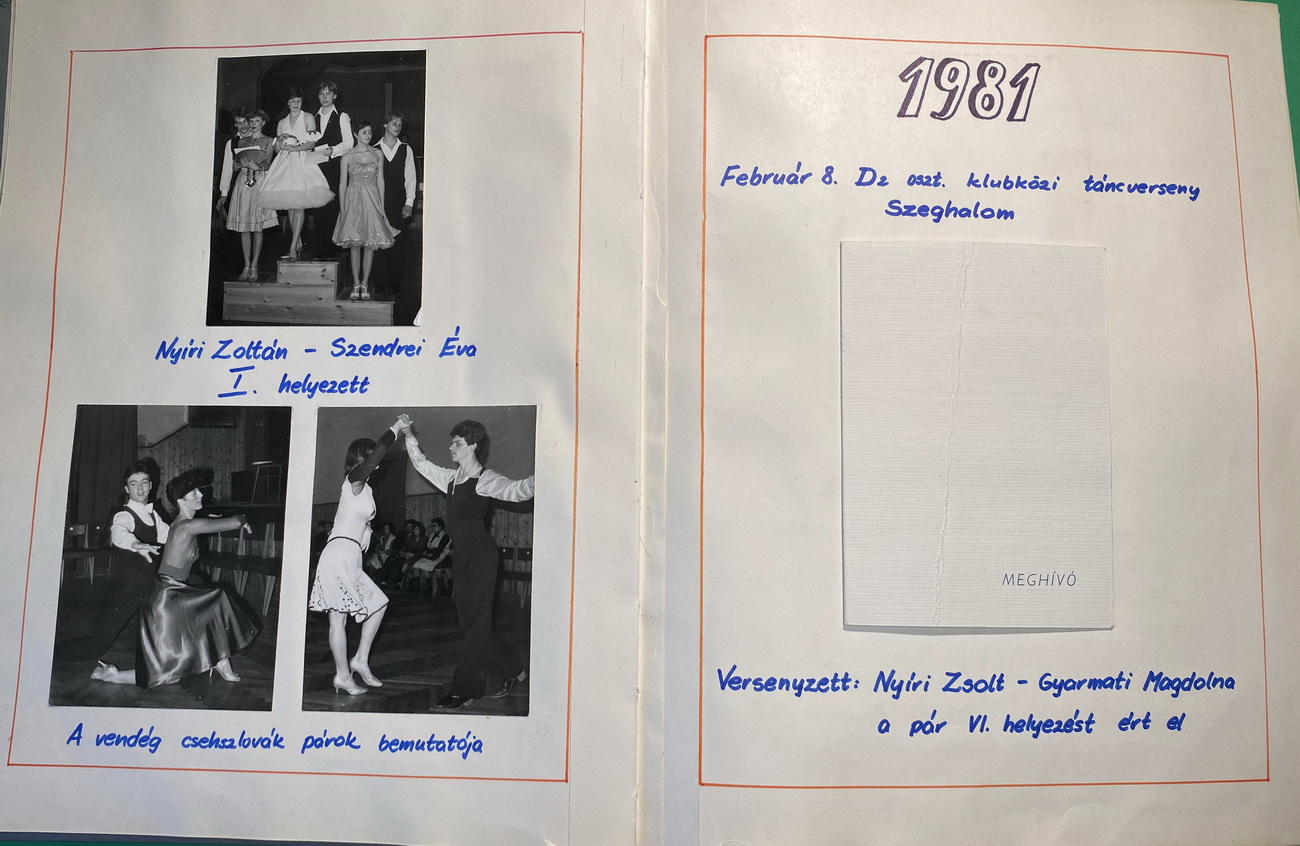 Nyíri Zoltán - Szendrei Éva
I. helyezett
A vendég csehszlovák párok bemutatója
1981
Február 8. D2 oszt. klubközi táncverseny
Szeghalom
MEGHÍVÓ
Versenyzett: Nyíri Zsolt - Gyarmati Magdolna
a pár VI. helyezést ért el